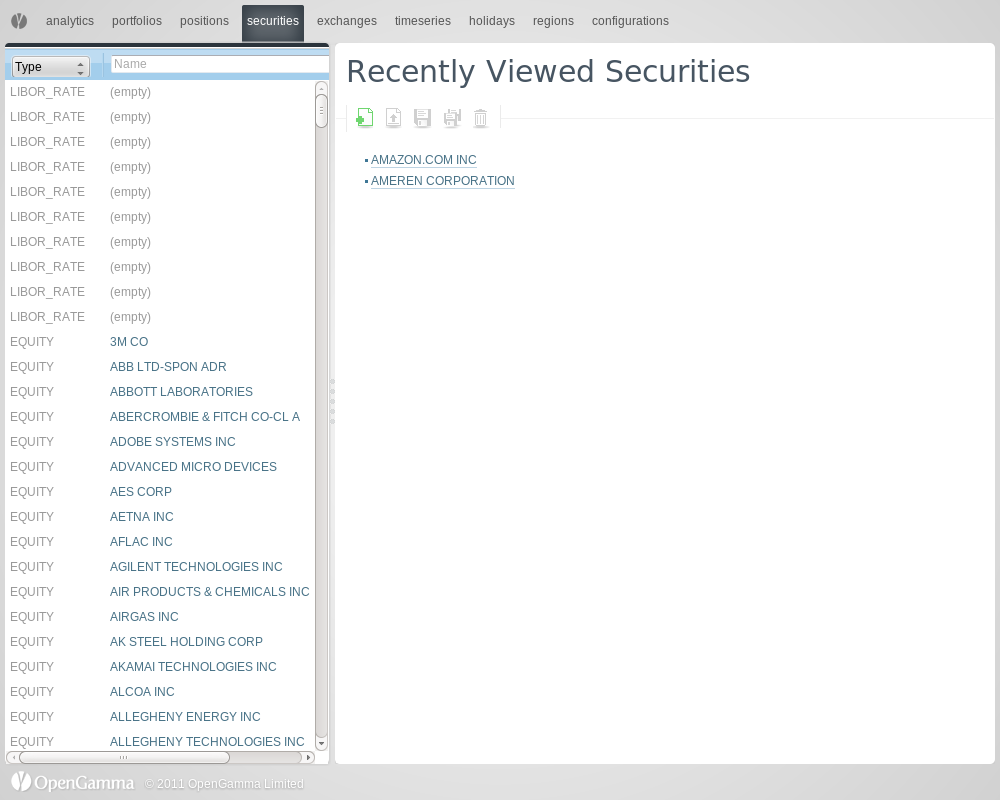 analytics portfolios positions securities exchanges timeseries holidays regions configurations
Type Name
LIBOR_RATE (empty)
LIBOR_RATE (empty)
LIBOR_RATE (empty)
LIBOR_RATE (empty)
LIBOR_RATE (empty)
LIBOR_RATE (empty)
LIBOR_RATE (empty)
LIBOR_RATE (empty)
LIBOR_RATE (empty)
LIBOR_RATE (empty)
EQUITY 3M CO
EQUITY ABB LTD-SPON ADR
EQUITY ABBOTT LABORATORIES
EQUITY ABERCROMBIE & FITCH CO-CL A
EQUITY ADOBE SYSTEMS INC
EQUITY ADVANCED MICRO DEVICES
EQUITY AES CORP
EQUITY AETNA INC
EQUITY AFLAC INC
EQUITY AGILENT TECHNOLOGIES INC
EQUITY AIR PRODUCTS & CHEMICALS INC
EQUITY AIRGAS INC
EQUITY AK STEEL HOLDING CORP
EQUITY AKAMAI TECHNOLOGIES INC
EQUITY ALCOA INC
EQUITY ALLEGHENY ENERGY INC
EQUITY ALLEGHENY TECHNOLOGIES INC
Recently Viewed Securities
AMAZON.COM INC
AMEREN CORPORATION
OpenGamma © 2011 OpenGamma Limited